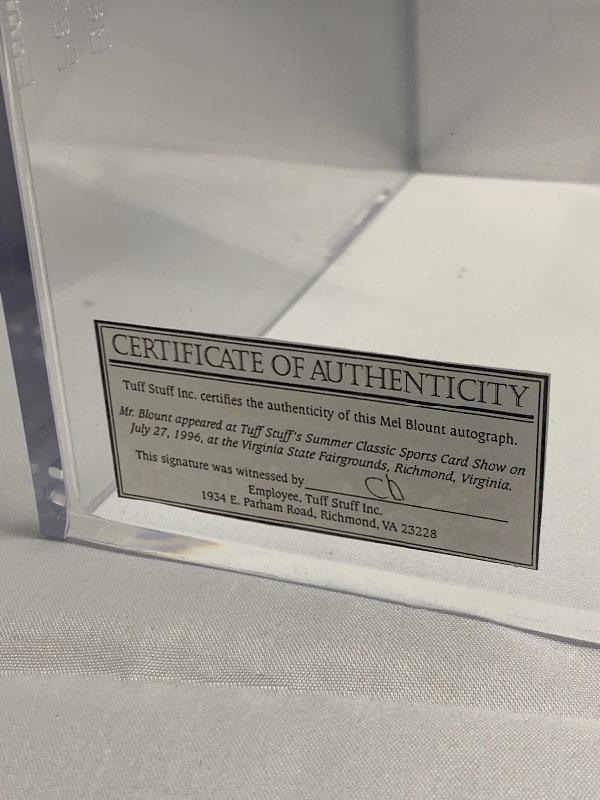 CERTIFICATE OF AUTHENTICITY
Tuff Stuff Inc. certifies the authenticity of this Mel Blount autograph.
Mr. Blount appeared at Tuff Stuff's Summer Classic Sports Card Show on
July 27, 1996, at the Virginia State Fairgrounds, Richmond, Virginia.
This signature was witnessed by CD
Employee, Tuff Stuff Inc.
1934 E. Parham Road, Richmond, VA 23228